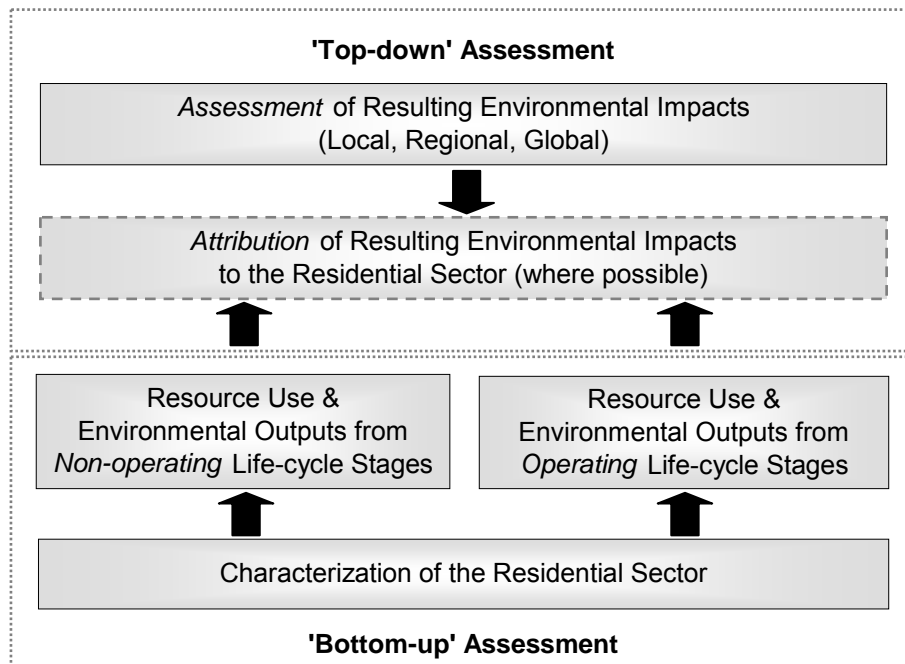 'Top-down' Assessment
Assessment of Resulting Environmental Impacts
(Local, Regional, Global)
Attribution of Resulting Environmental Impacts
to the Residential Sector (where possible)
Resource Use &
Environmental Outputs from
Non-operating Life-cycle Stages
Resource Use &
Environmental Outputs from
Operating Life-cycle Stages
Characterization of the Residential Sector
'Bottom-up' Assessment